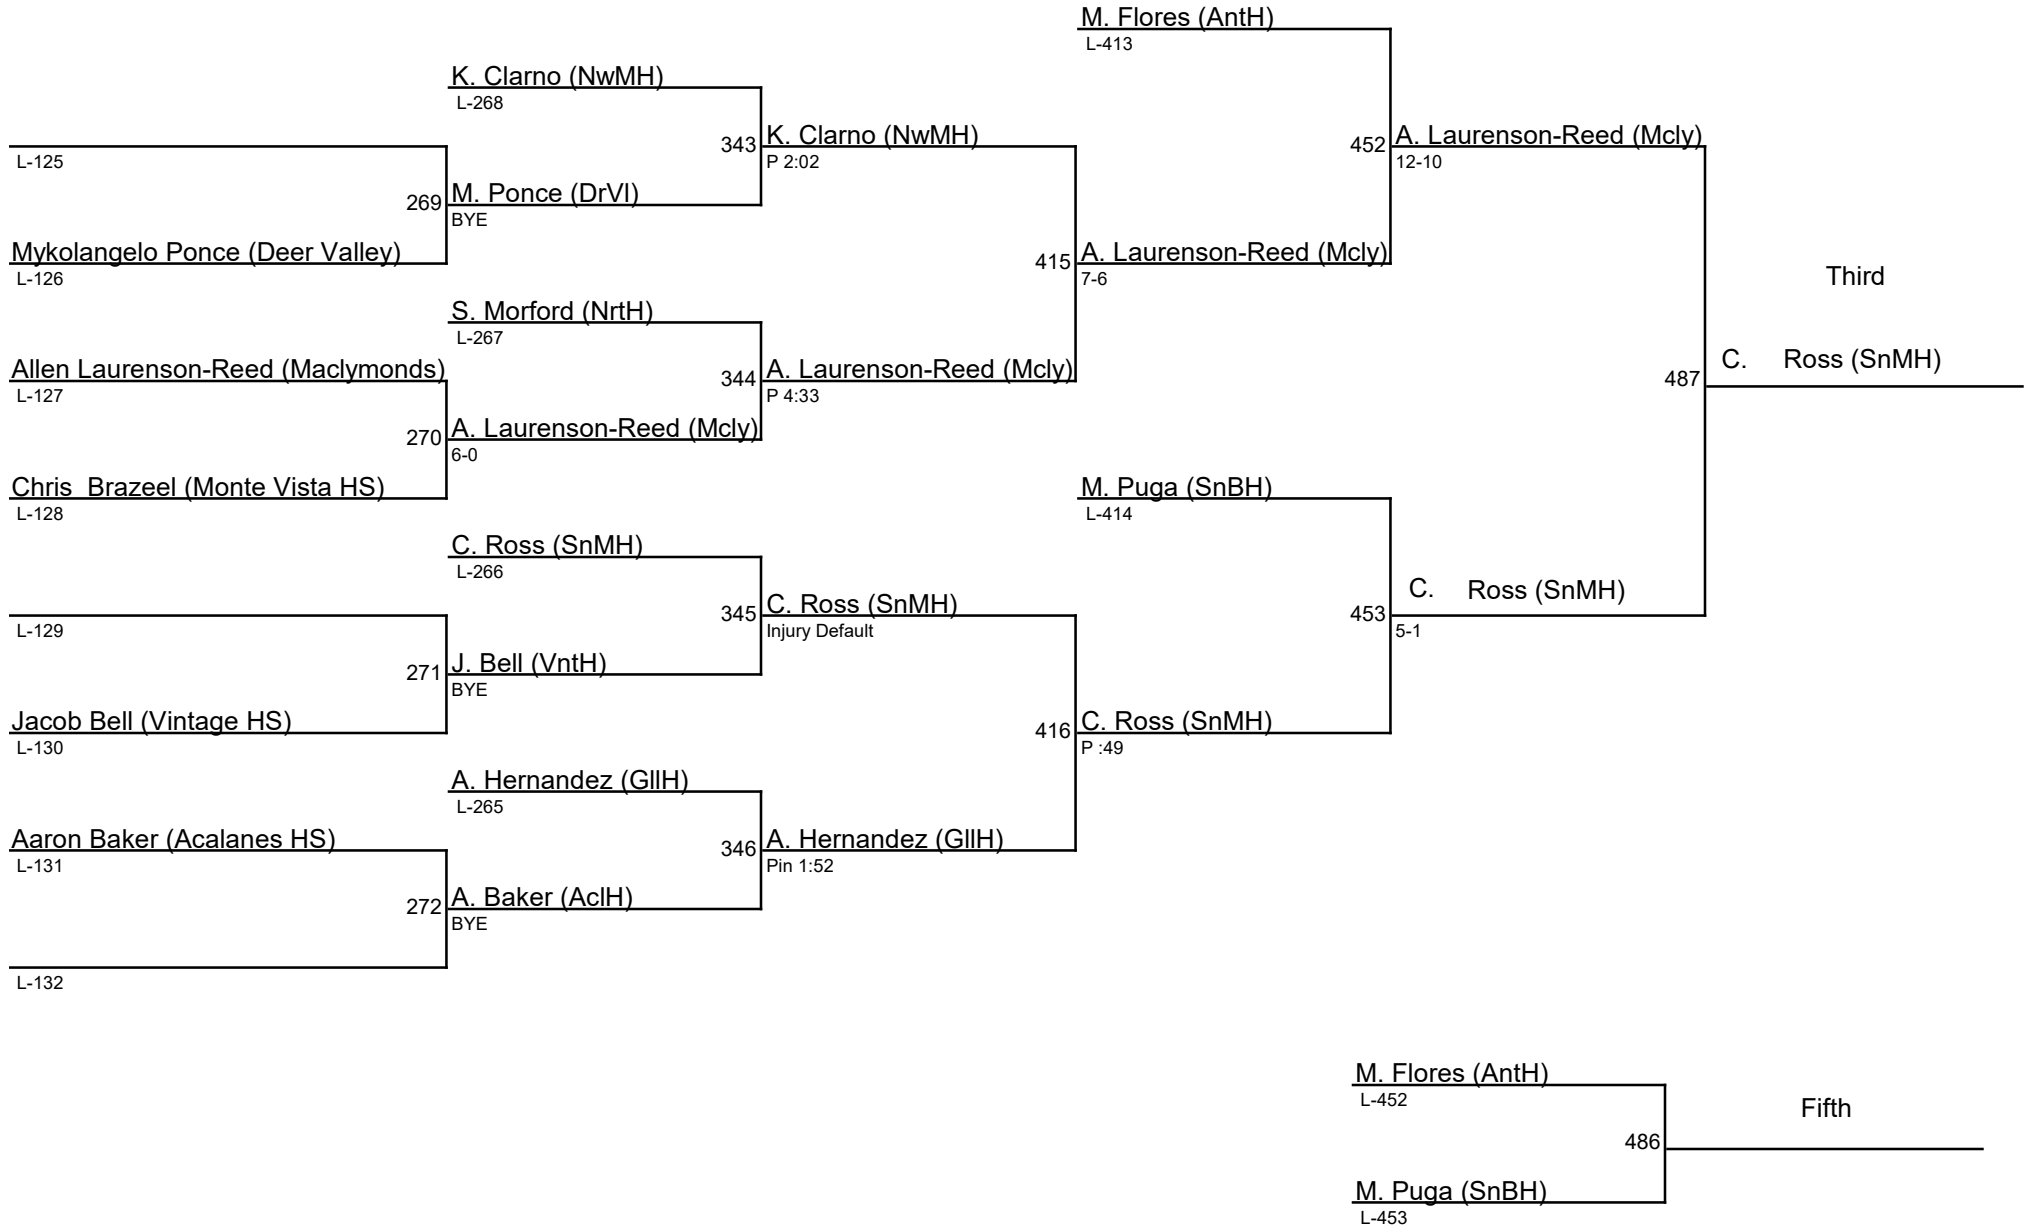 M. Flores (AntH)
L-413
K. Clarno (NwMH)
L-268
343 K. Clarno (NwMH)
P 2:02
452 A. Laurenson-Reed (Mcly)
12-10
L-125
269 M. Ponce (DrVl)
BYE
Mykolangelo Ponce (Deer Valley)
L-126
415 A. Laurenson-Reed (Mcly)
7-6
Third
S. Morford (NrtH)
L-267
Allen Laurenson-Reed (Maclymonds)
L-127
344 A. Laurenson-Reed (Mcly)
P 4:33
487 C. Ross (SnMH)
270 A. Laurenson-Reed (Mcly)
6-0
Chris  Brazeel (Monte Vista HS)
L-128
M. Puga (SnBH)
L-414
C. Ross (SnMH)
L-266
345 C. Ross (SnMH)
Injury Default
453 C. Ross (SnMH)
5-1
L-129
271 J. Bell (VntH)
BYE
Jacob Bell (Vintage HS)
L-130
416 C. Ross (SnMH)
P :49
A. Hernandez (GllH)
L-265
Aaron Baker (Acalanes HS)
L-131
346 A. Hernandez (GllH)
Pin 1:52
272 A. Baker (AclH)
BYE
L-132
M. Flores (AntH)
L-452
Fifth
486
M. Puga (SnBH)
L-453